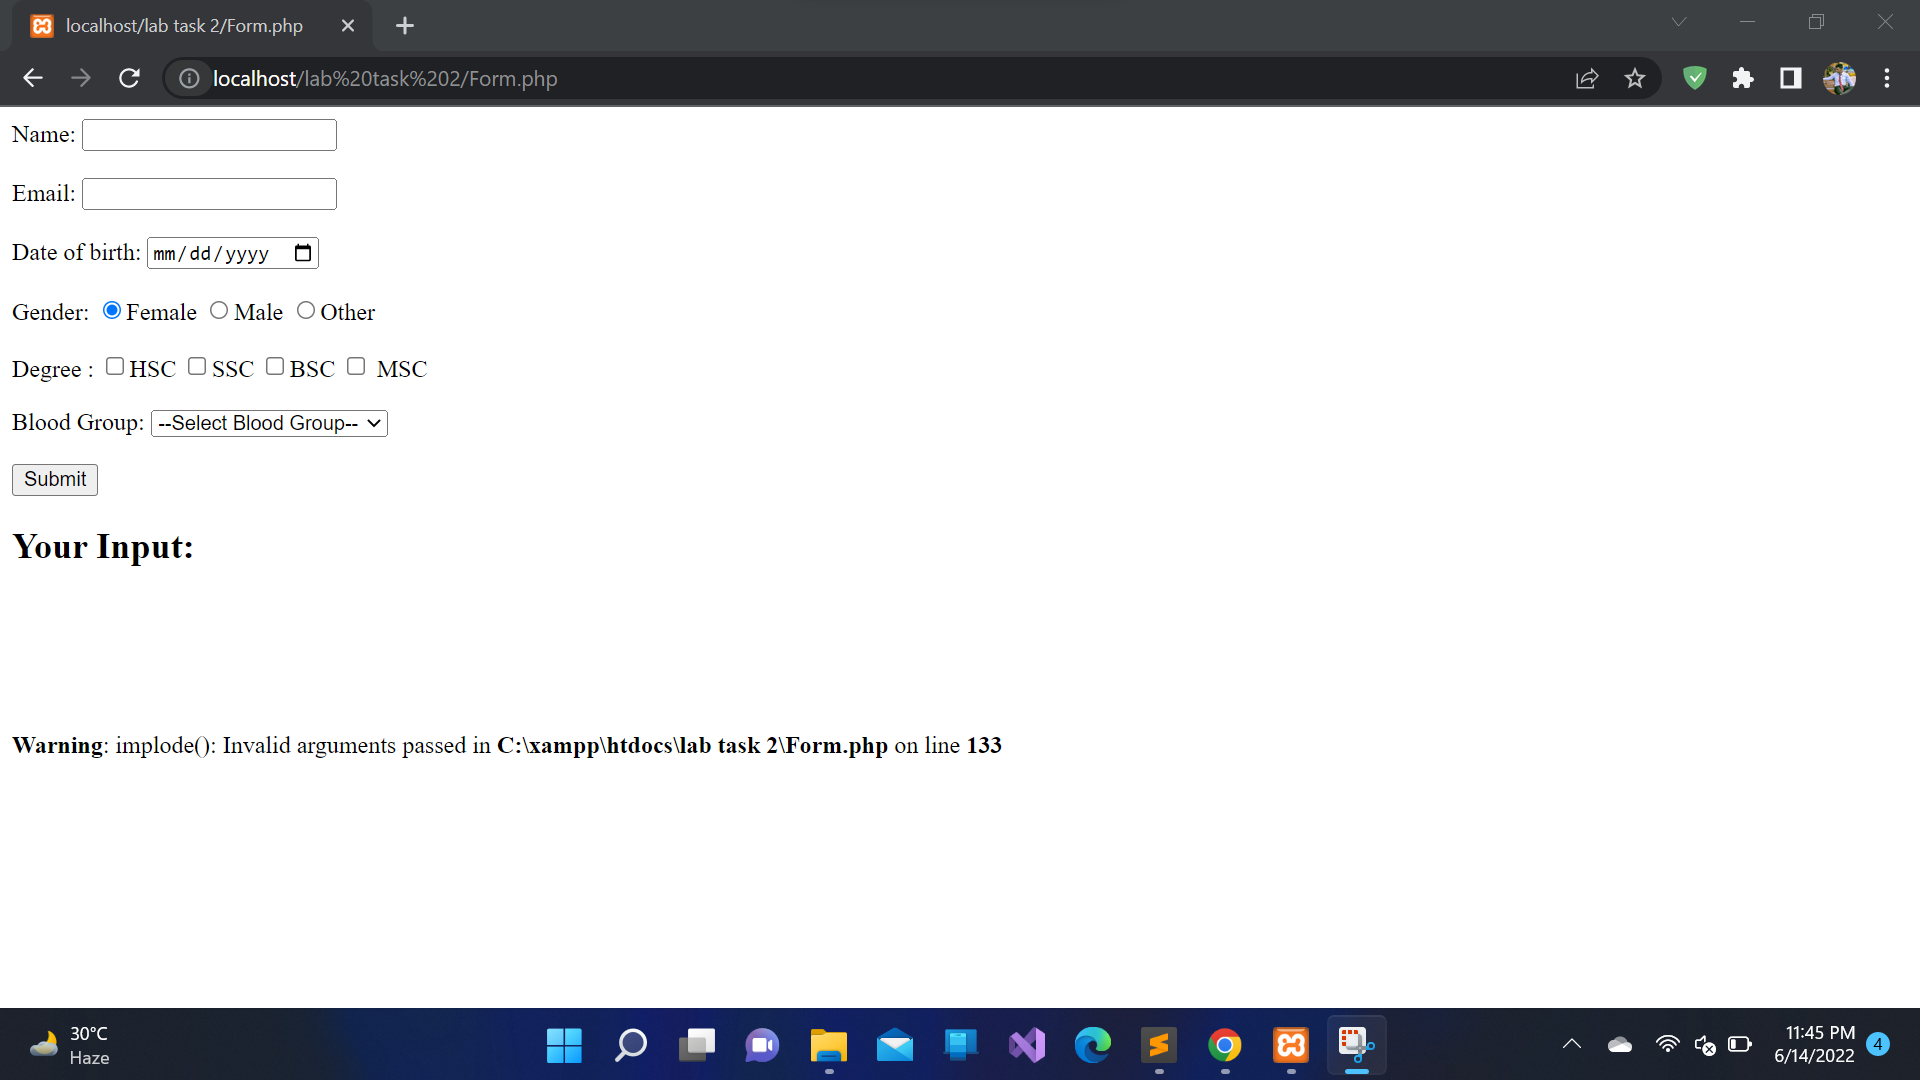 localhost/lab task 2/Form.php
localhost/lab%20task%202/Form.php
Name:
Email:
Date of birth: mm/dd/yyyy
Gender: Female Male Other
Degree : HSC SSC BSC MSC
Blood Group: --Select Blood Group--
Submit
Your Input:
Warning: implode(): Invalid arguments passed in C:\xampp\htdocs\lab task 2\Form.php on line 133
30°C
Haze
11:45 PM
6/14/2022
4